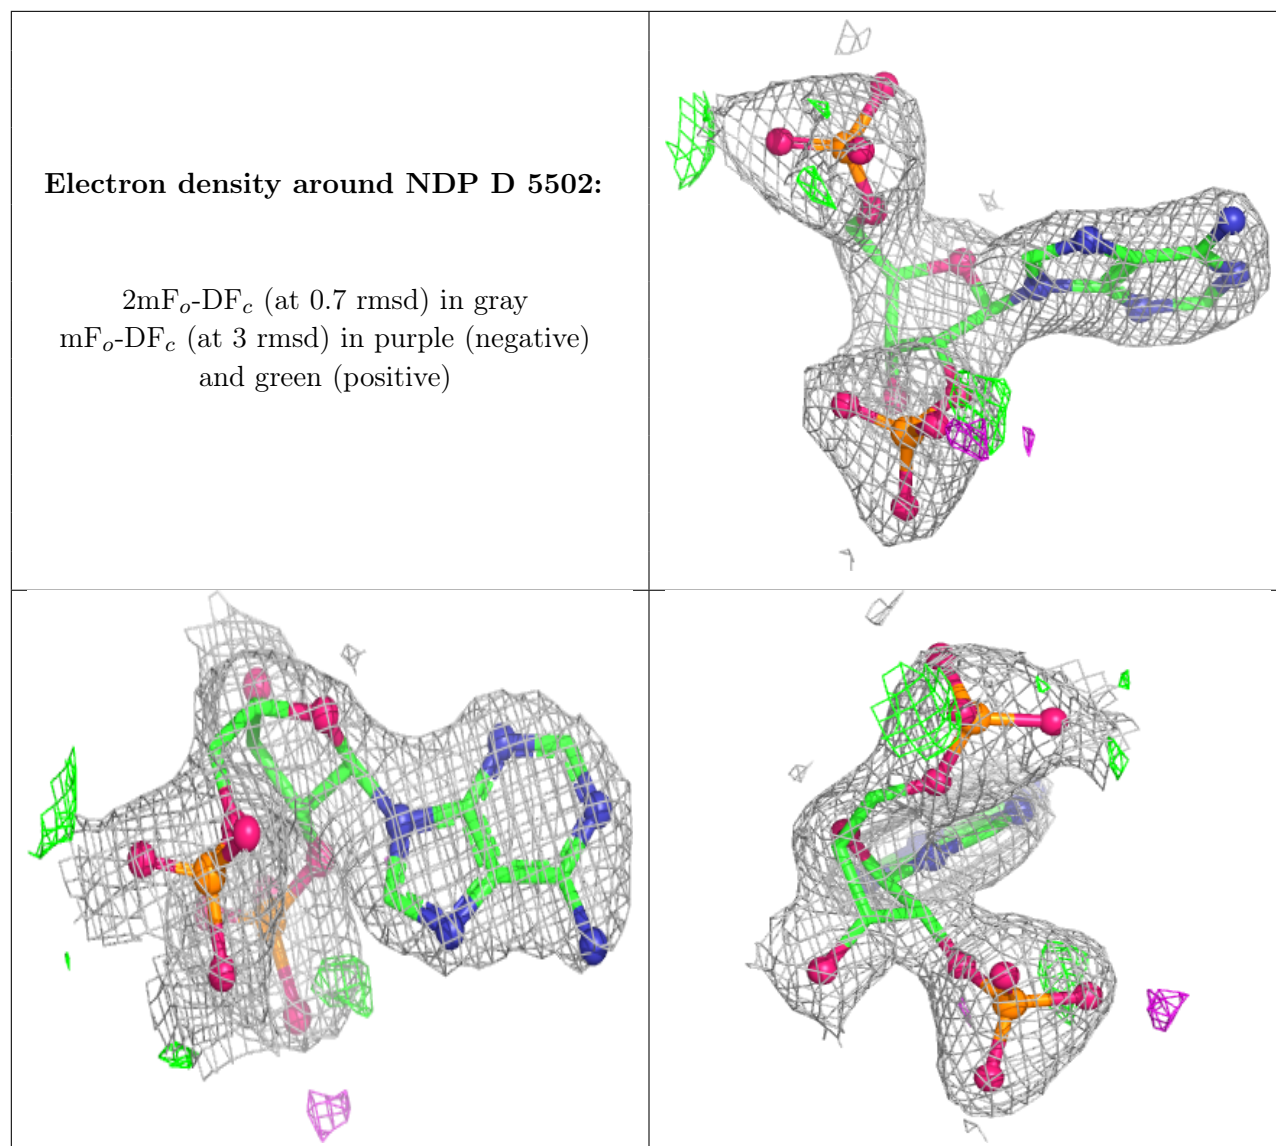 Electron density around NDP D 5502:
2mFₒ-DF𝒸 (at 0.7 rmsd) in gray
mFₒ-DF𝒸 (at 3 rmsd) in purple (negative)
and green (positive)